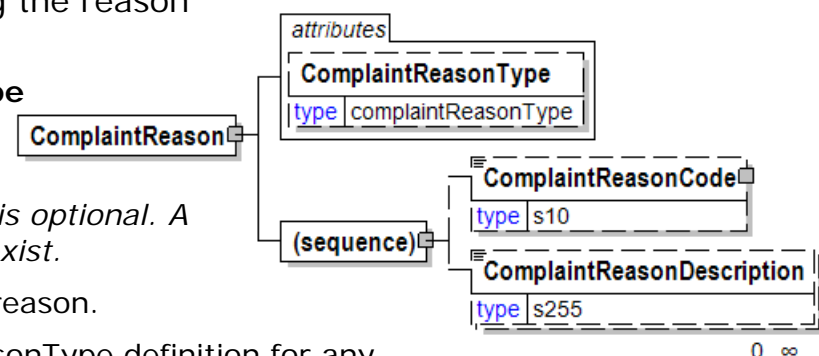 g the reason
attributes
ComplaintReasonType
type complaintReasonType
pe
ComplaintReason
is optional. A
xist.
ComplaintReasonCode
type s10
(sequence)
ComplaintReasonDescription
type s255
reason.
0 ∞
sonType definition for any